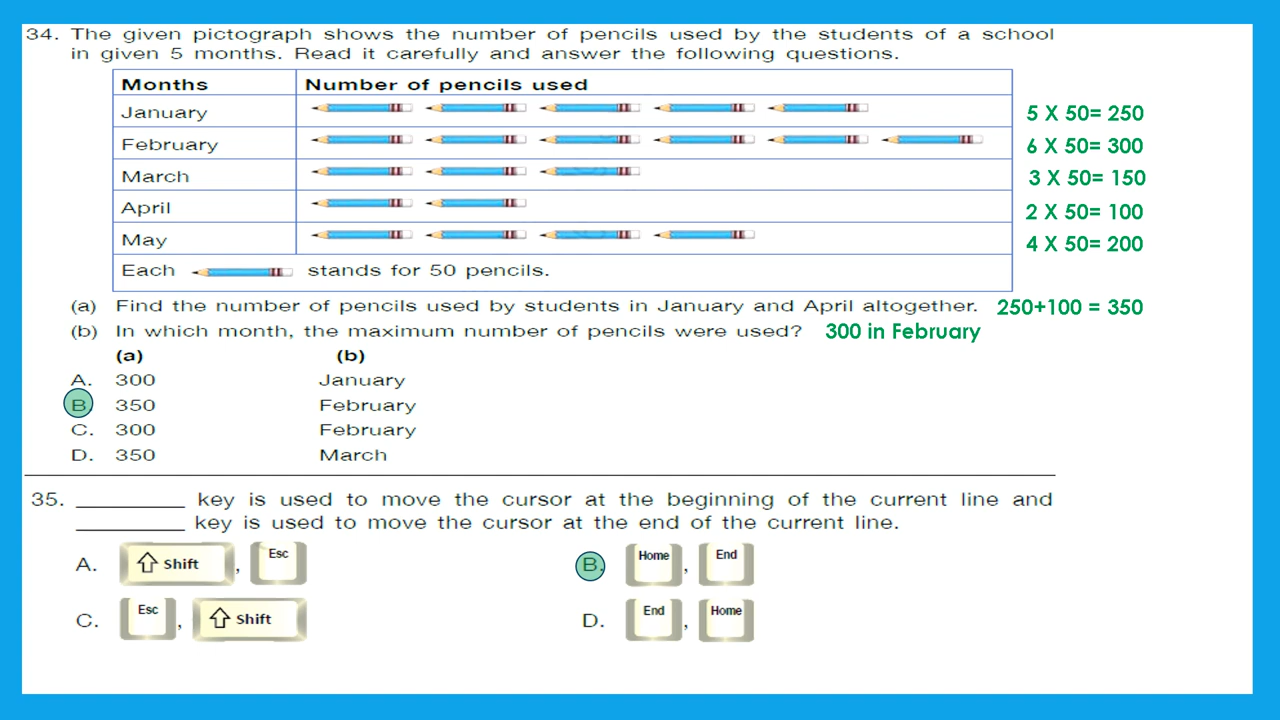 34. The given pictograph shows the number of pencils used by the students of a school
in given 5 months. Read it carefully and answer the following questions.
Months Number of pencils used
January 5 X 50= 250
February 6 X 50= 300
March 3 X 50= 150
April 2 X 50= 100
May 4 X 50= 200
Each stands for 50 pencils.
(a) Find the number of pencils used by students in January and April altogether. 250+100 = 350
(b) In which month, the maximum number of pencils were used? 300 in February
(a) (b)
A. 300 January
B. 350 February
C. 300 February
D. 350 March
35. ________ key is used to move the cursor at the beginning of the current line and
________ key is used to move the cursor at the end of the current line.
A. Shift , Esc B. Home , End
C. Esc , Shift D. End , Home